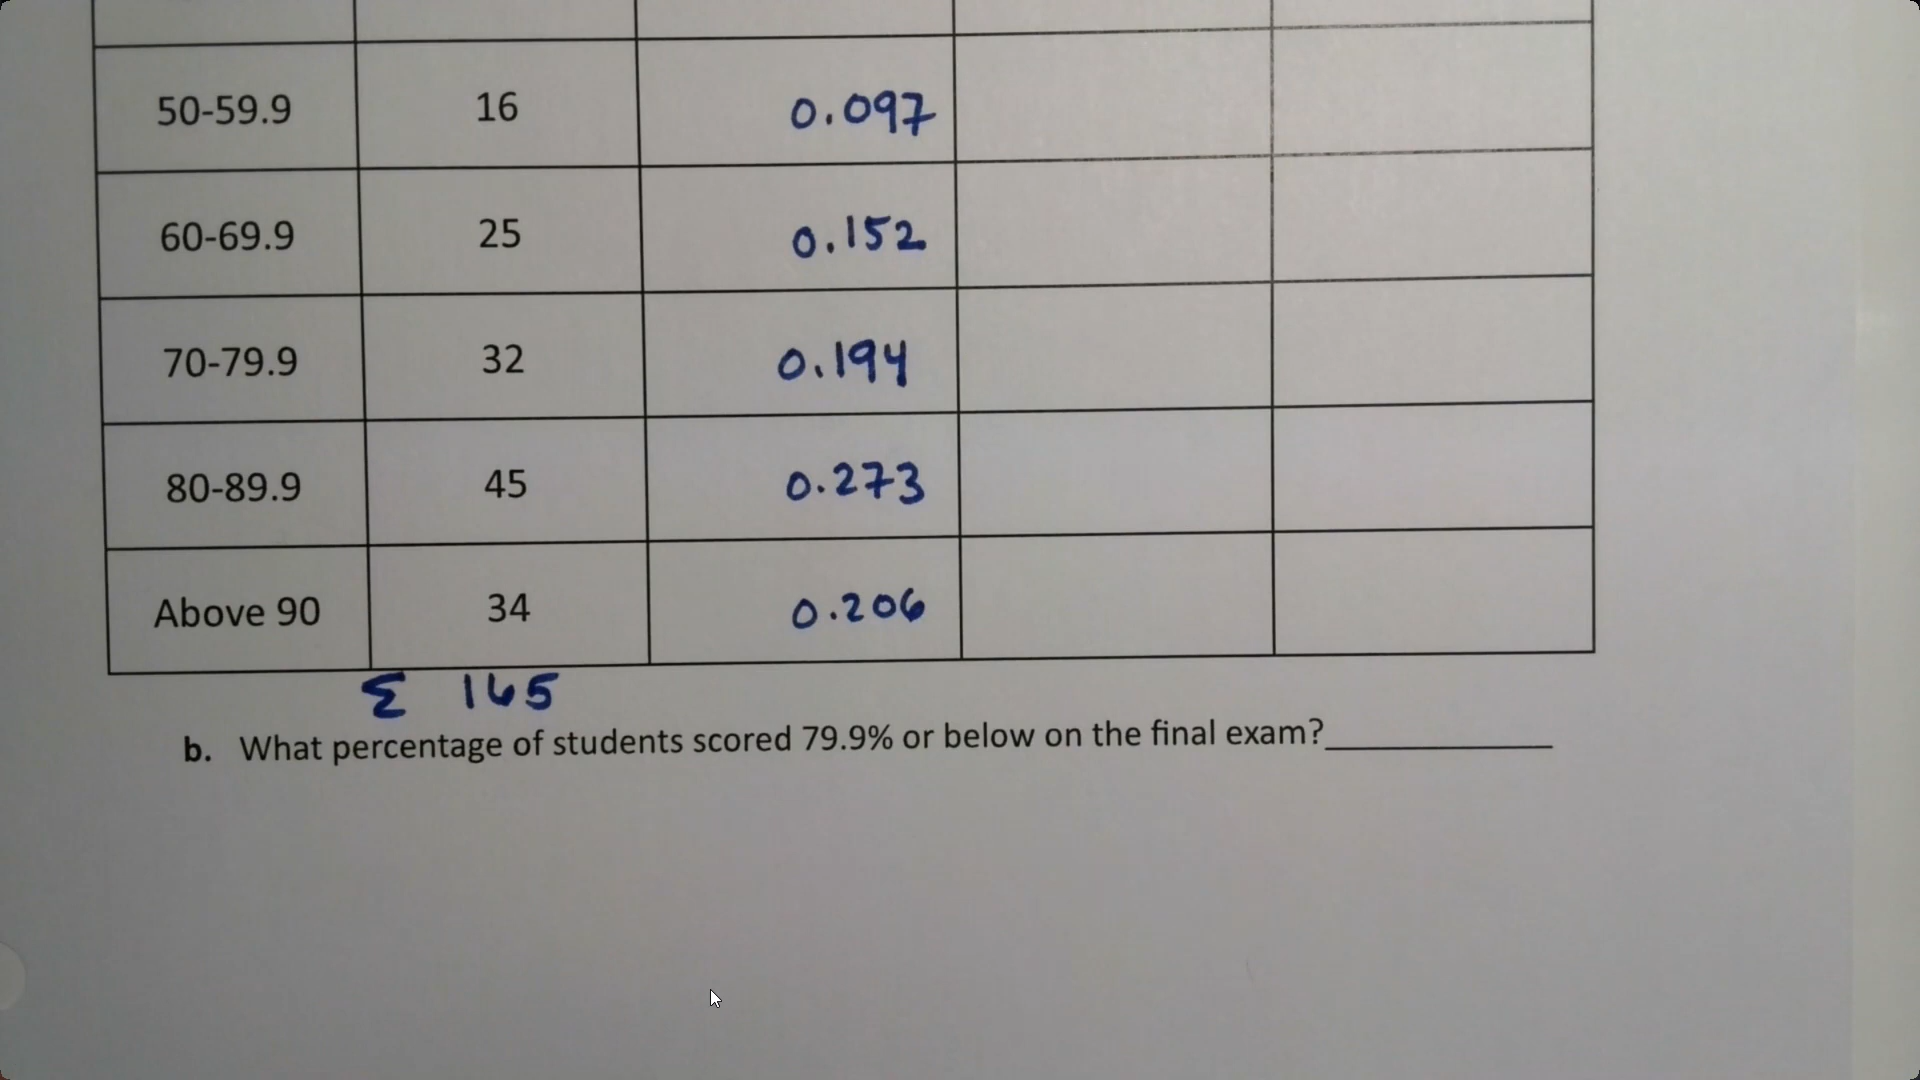 50-59.9 16 0.097
60-69.9 25 0.152
70-79.9 32 0.194
80-89.9 45 0.273
Above 90 34 0.206
Σ 165
b. What percentage of students scored 79.9% or below on the final exam?____________